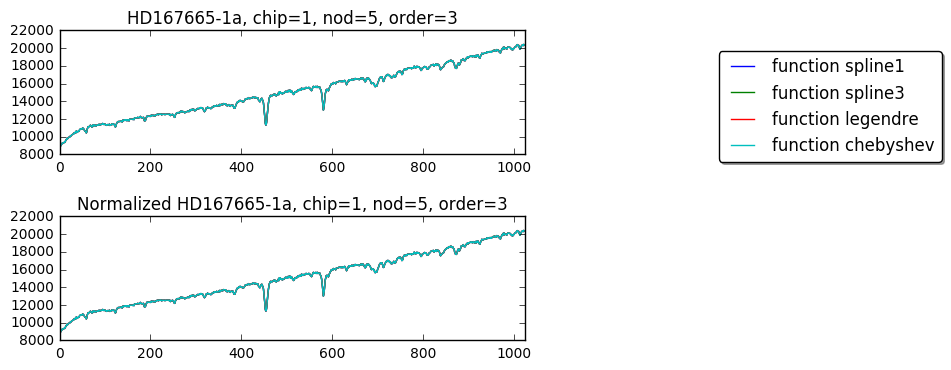 HD167665-1a, chip=1, nod=5, order=3
22000
20000
18000
16000
14000
12000
10000
8000
0 200 400 600 800 1000
function spline1
function spline3
function legendre
function chebyshev
Normalized HD167665-1a, chip=1, nod=5, order=3
22000
20000
18000
16000
14000
12000
10000
8000
0 200 400 600 800 1000